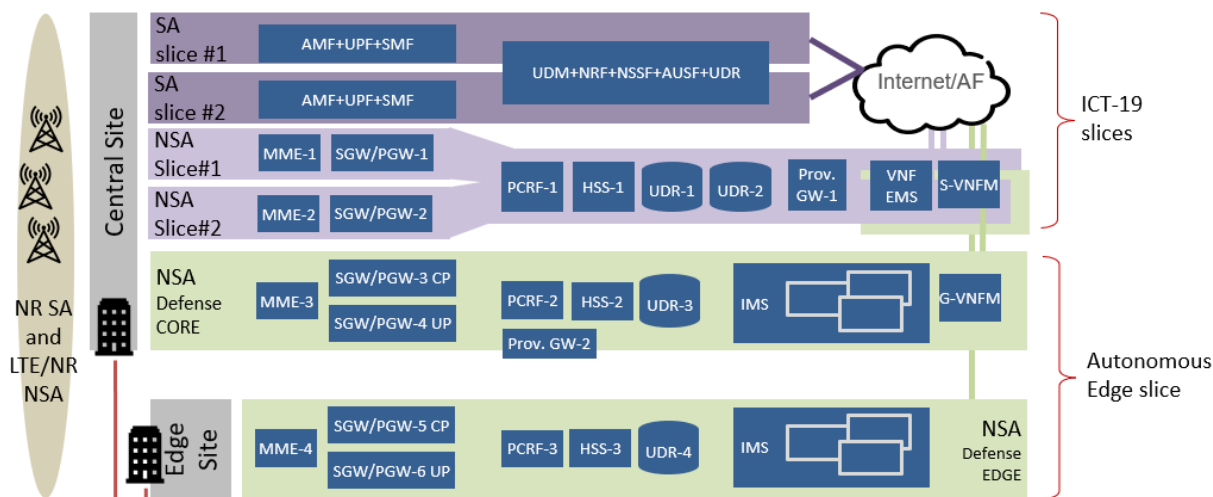 SA
slice #1
AMF+UPF+SMF
SA
slice #2
AMF+UPF+SMF
UDM+NRF+NSSF+AUSF+UDR
Internet/AF
ICT-19
slices
Central Site
NSA
Slice#1
MME-1
SGW/PGW-1
NSA
Slice#2
MME-2
SGW/PGW-2
PCRF-1
HSS-1
UDR-1
UDR-2
Prov.
GW-1
VNF
EMS
S-VNFM
NR SA
and
LTE/NR
NSA
NSA
Defense
CORE
MME-3
SGW/PGW-3 CP
SGW/PGW-4 UP
PCRF-2
HSS-2
UDR-3
Prov. GW-2
IMS
G-VNFM
Autonomous
Edge slice
Edge
Site
MME-4
SGW/PGW-5 CP
SGW/PGW-6 UP
PCRF-3
HSS-3
UDR-4
IMS
NSA
Defense
EDGE